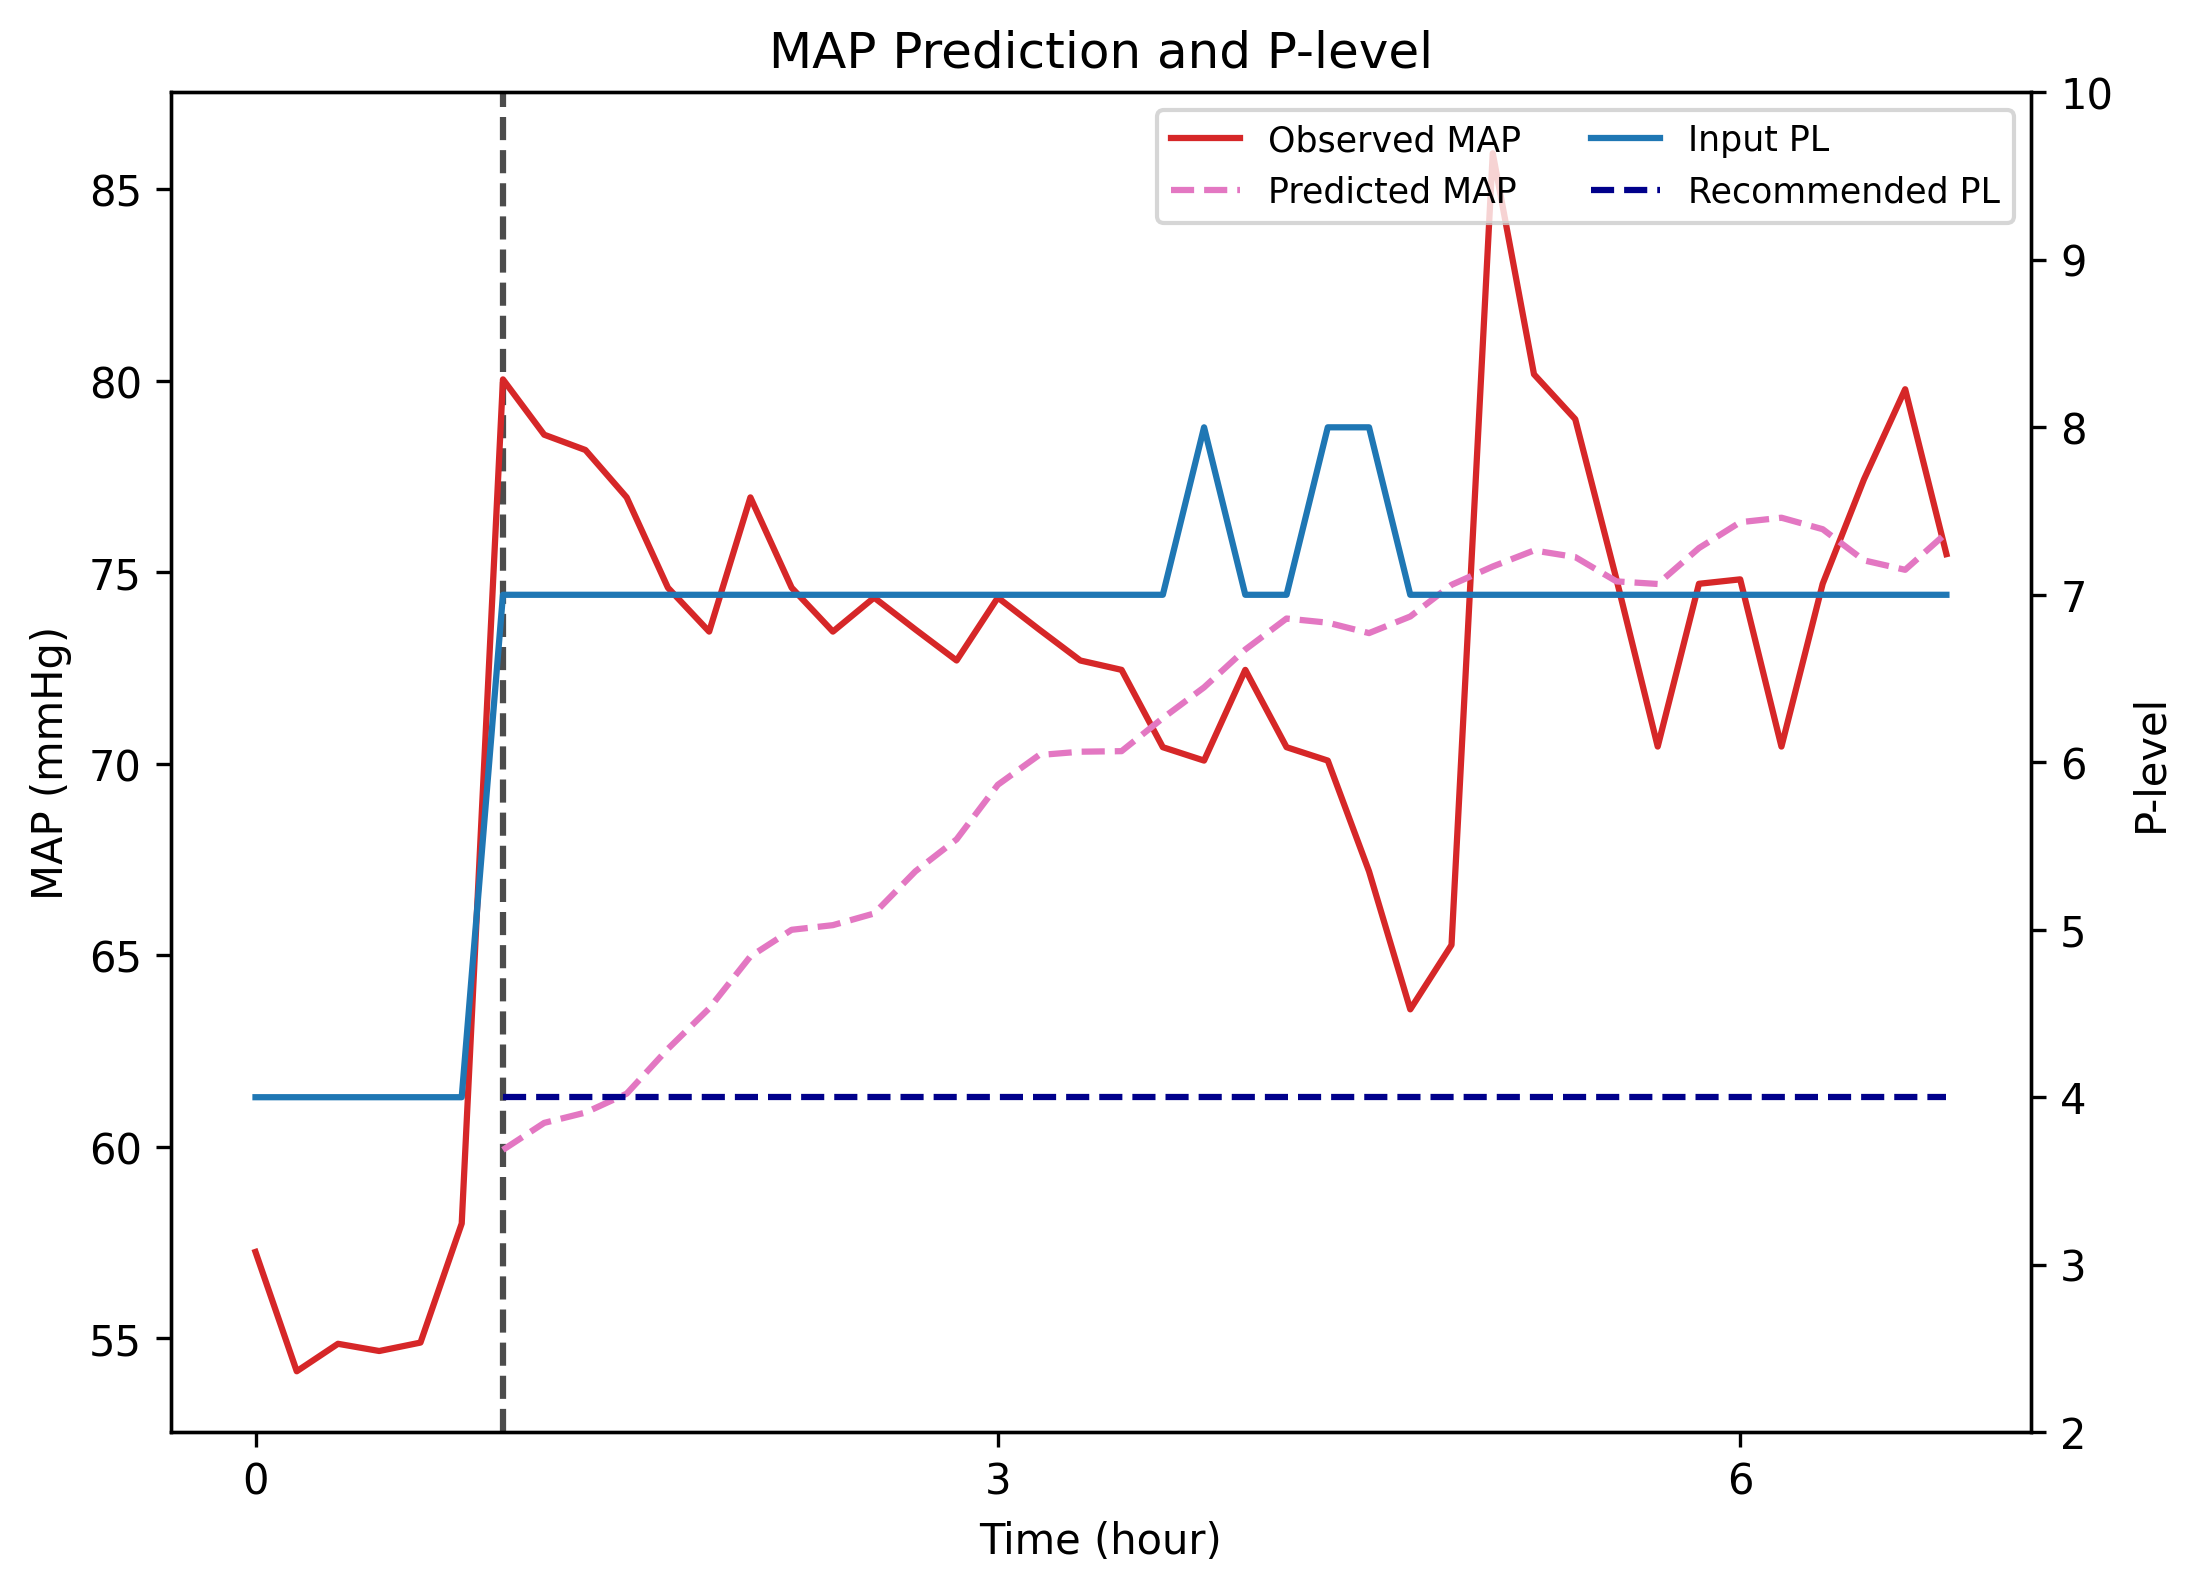 MAP Prediction and P-level
Observed MAP
Predicted MAP
Input PL
Recommended PL
MAP (mmHg)
85
80
75
70
65
60
55
10
9
8
7
6
5
4
3
2
P-level
0 3 6
Time (hour)